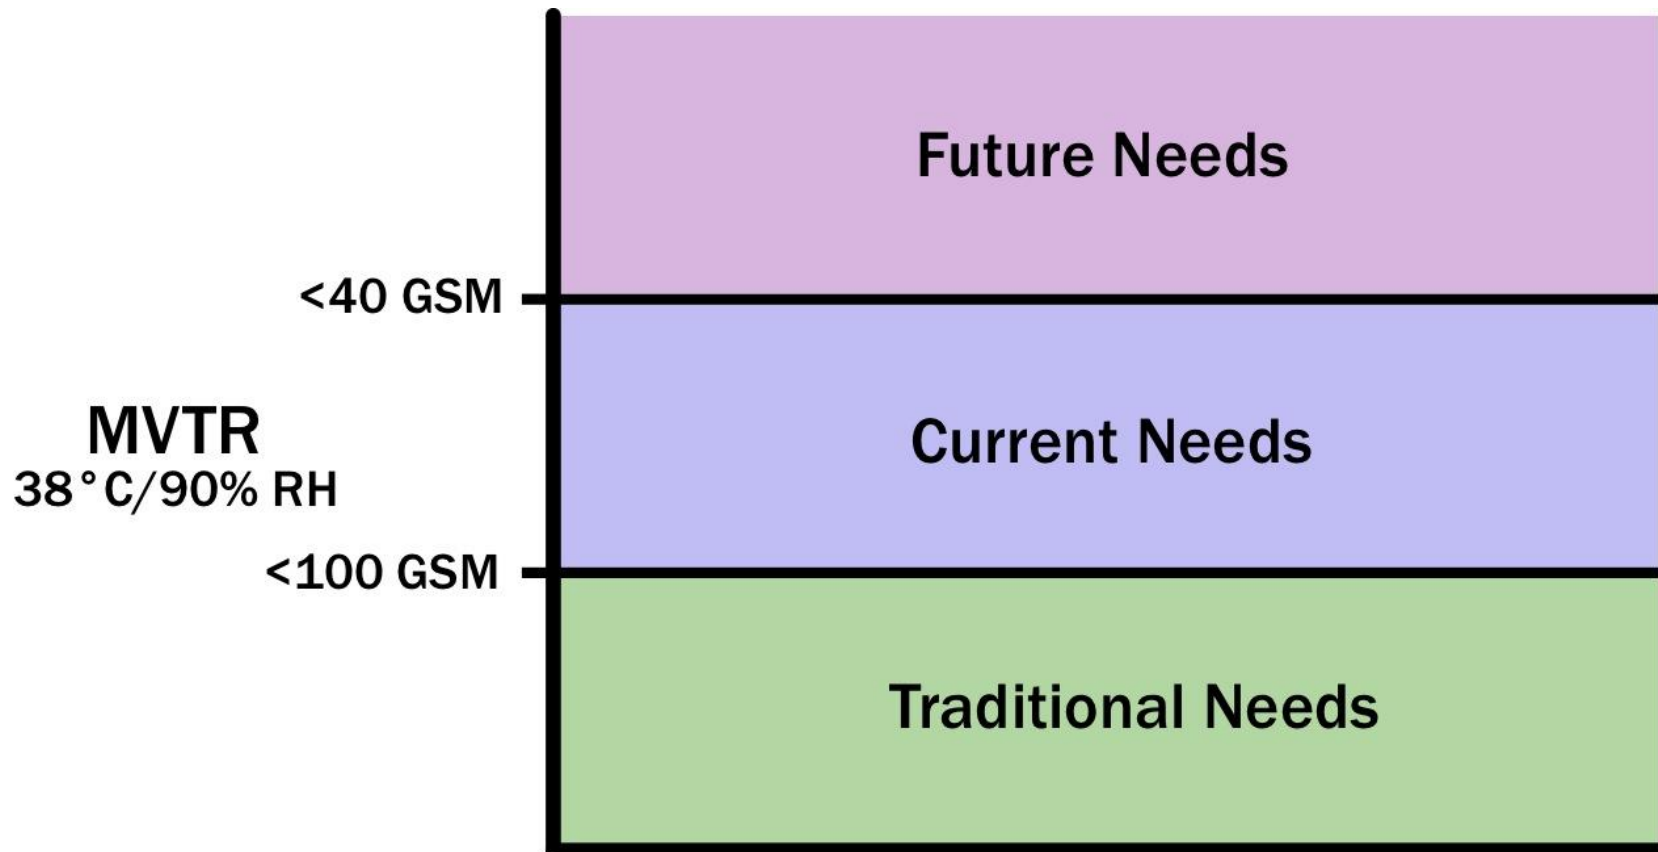 Future Needs
<40 GSM
MVTR
38°C/90% RH
Current Needs
<100 GSM
Traditional Needs